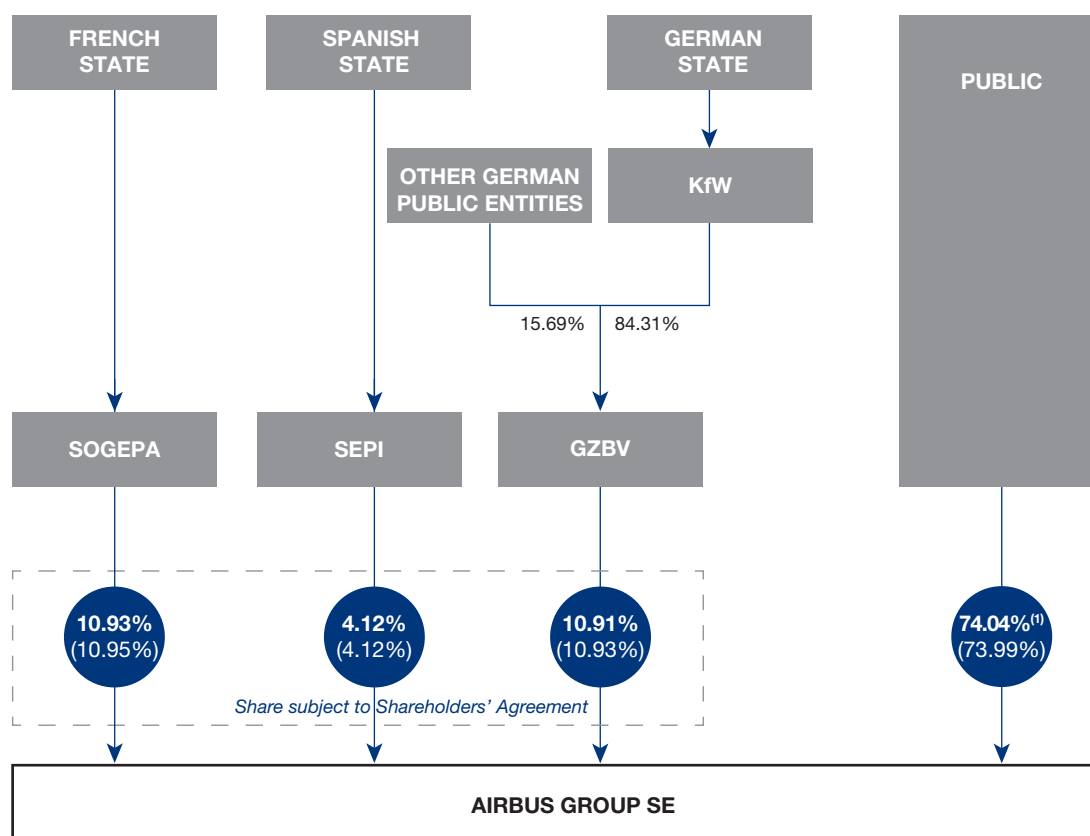 FRENCH
STATE
SPANISH
STATE
GERMAN
STATE
PUBLIC
OTHER GERMAN
PUBLIC ENTITIES
KfW
15.69%
84.31%
SOGEPA
SEPI
GZBV
10.93%
(10.95%)
4.12%
(4.12%)
10.91%
(10.93%)
74.04%(1)
(73.99%)
Share subject to Shareholders' Agreement
AIRBUS GROUP SE